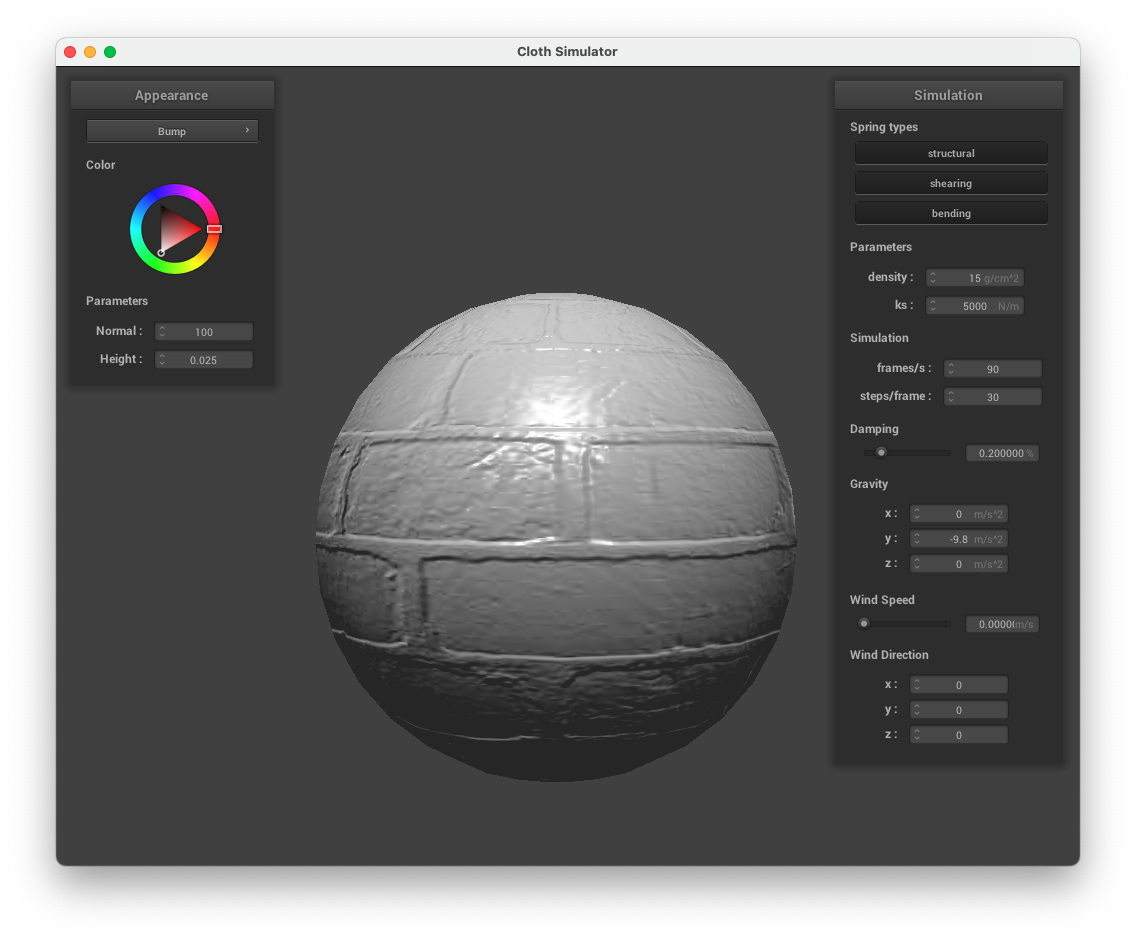 Cloth Simulator
Appearance
Bump ›
Color
Parameters
Normal : 100
Height : 0.025
Simulation
Spring types
structural
shearing
bending
Parameters
density : 15 g/cm^2
ks : 5000 N/m
Simulation
frames/s : 90
steps/frame : 30
Damping
0.200000 %
Gravity
x : 0 m/s^2
y : -9.8 m/s^2
z : 0 m/s^2
Wind Speed
0.0000 m/s
Wind Direction
x : 0
y : 0
z : 0